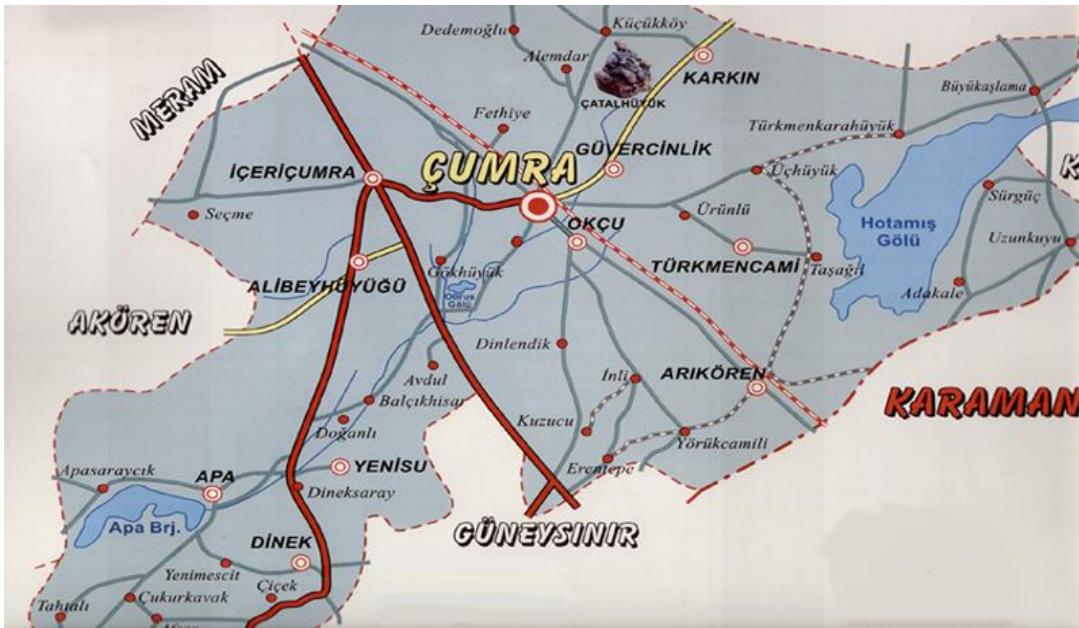 Dedemoğlu
Küçükköy
Alemdar
KARKIN
MERAM
ÇATALHÜYÜK
Büyükaşlama
Fethiye
Türkmenkarahüyük
GÜVERCİNLİK
İÇERİÇUMRA
ÇUMRA
Üçhüyük
Sürgüç
Seçme
Ürünlü
Hotamış
Gölü
OKÇU
Uzunkuyu
TÜRKMENCAMİ
Taşağıl
Gökhüyük
ALİBEYHÜYÜĞÜ
Adakale
AKÖREN
Dinlendik
Avdul
İnli
ARIKÖREN
Balçıkhisar
KARAMAN
Doğanlı
Kuzucu
Yörükcamili
Apasaraycık
APA
YENİSU
Erentepe
Dineksaray
Apa Brj.
GÜNEYSINIR
DİNEK
Yenimescit
Çiçek
Tahtalı
Çukurkavak